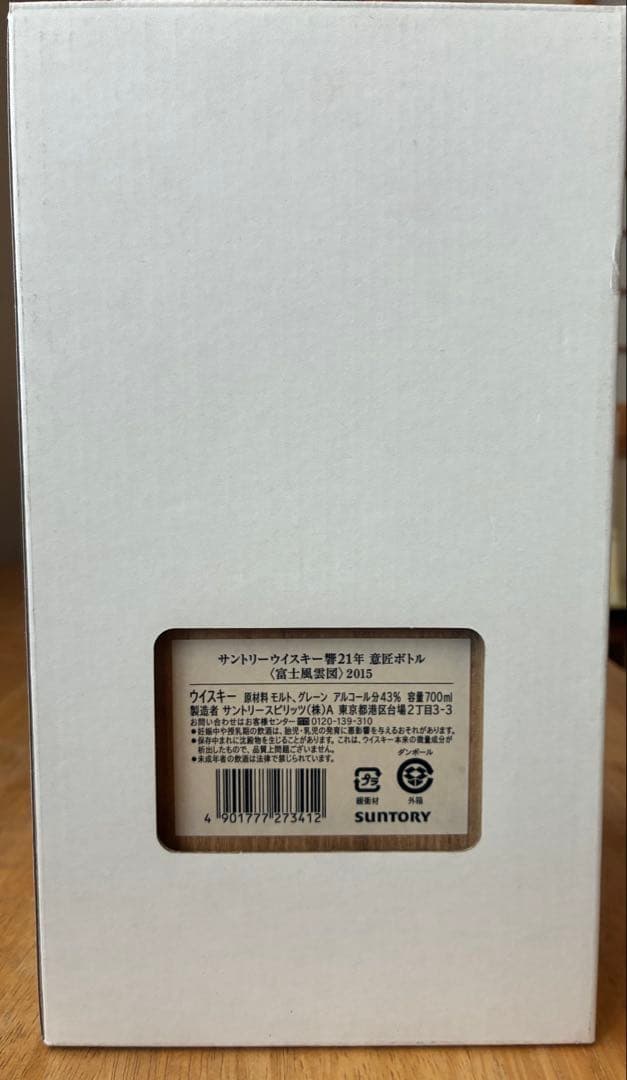 サントリーウイスキー響21年 意匠ボトル
〈富士風雲図〉2015
ウイスキー 原材料 モルト、グレーン アルコール分43% 容量700ml
製造者 サントリースピリッツ(株)A 東京都港区台場2丁目3-3
お問い合わせはお客様センター 0120-139-310
●妊娠中や授乳期の飲酒は、胎児・乳児の発育に悪影響を与えるおそれがあります。
●保存中まれに沈殿物を生じることがあります。これは、ウイスキー本来の微量成分が
析出したもので、品質上問題ございません。
●未成年者の飲酒は法律で禁じられています。
ダンボール
プラ
緩衝材
外箱
4 901777 273412
SUNTORY